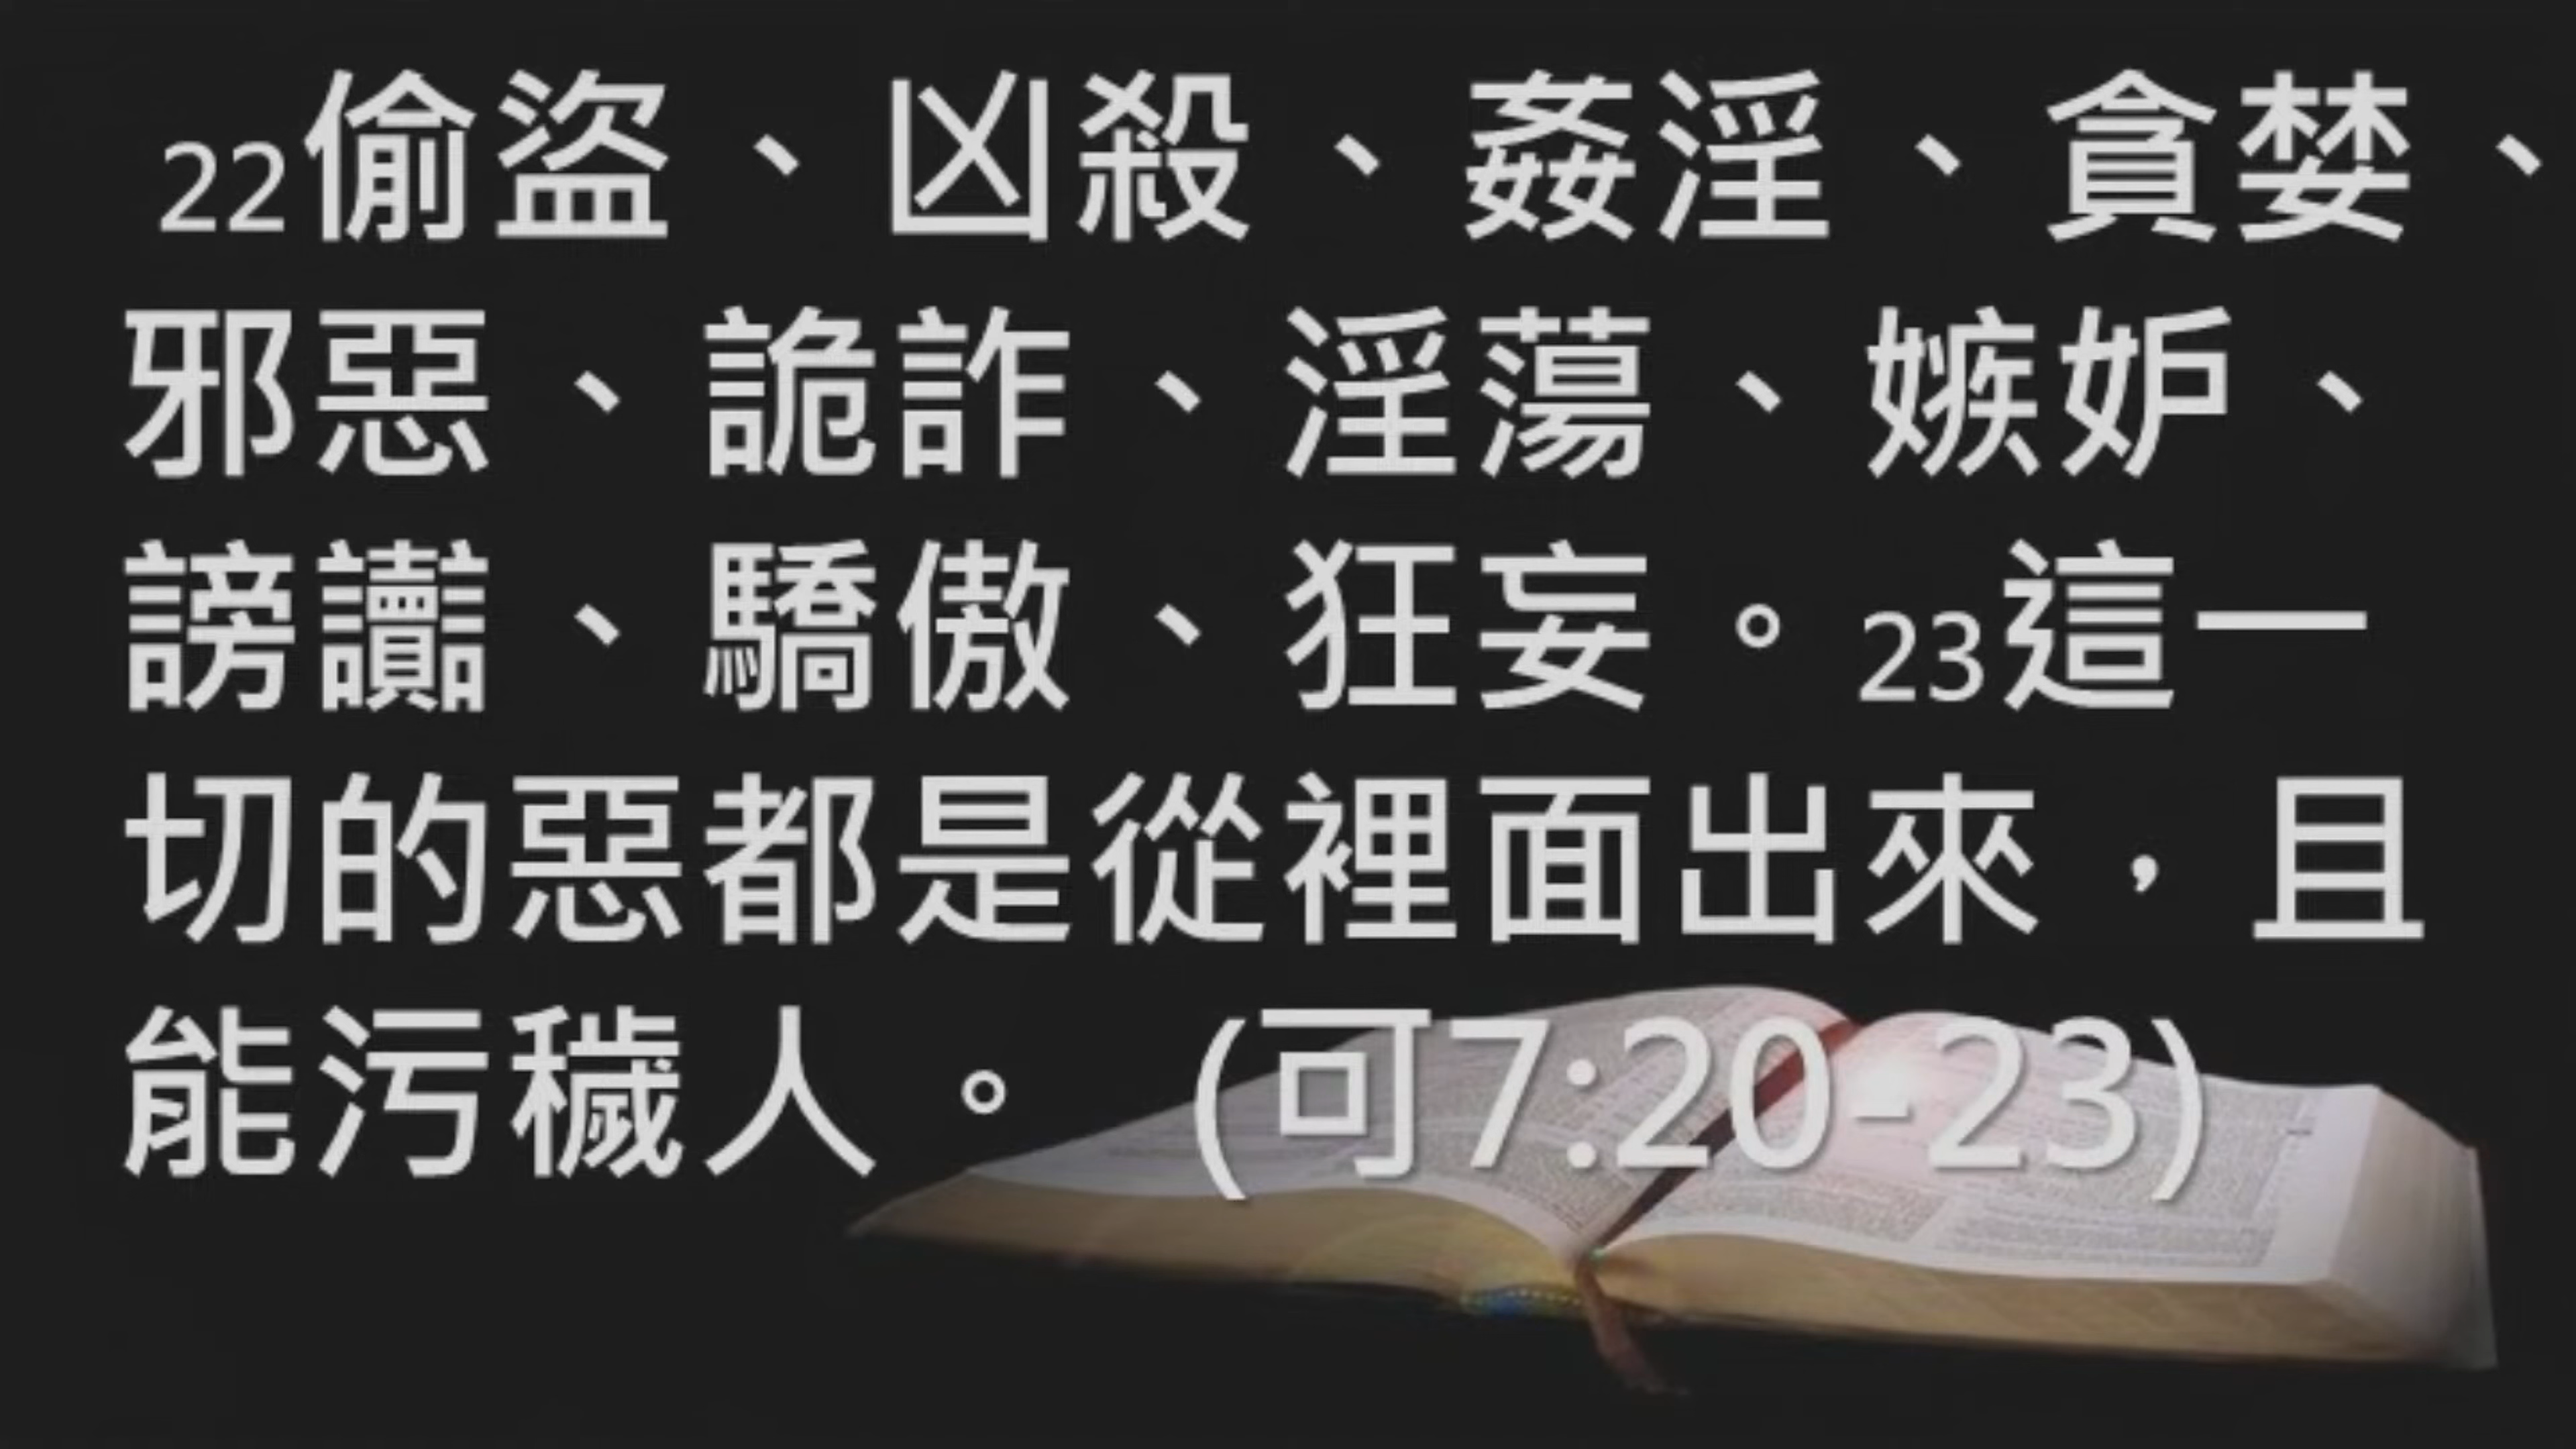 22偷盜、凶殺、姦淫、貪婪、
邪惡、詭詐、淫蕩、嫉妒、
謗讟、驕傲、狂妄。23這一
切的惡都是從裡面出來，且
能污穢人。 (可7:20-23)